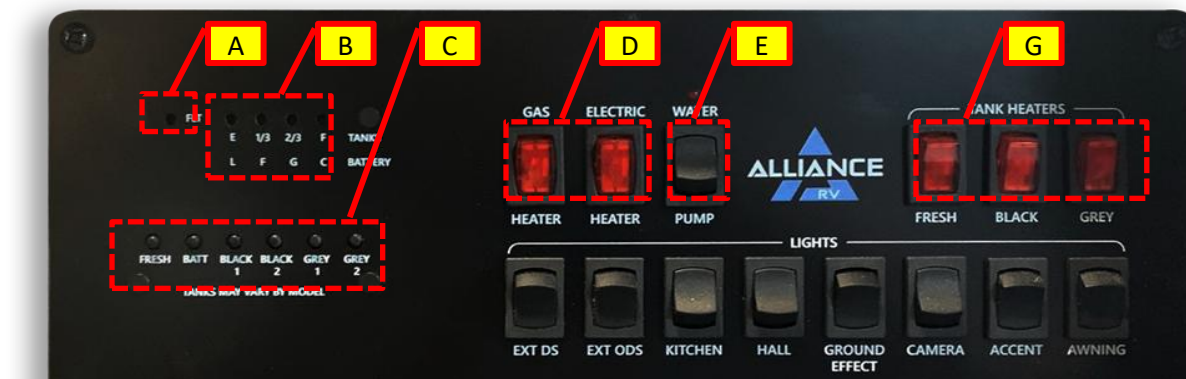 A B C D E G
GAS ELECTRIC WATER TANK HEATERS
E 1/3 2/3 F TANK
L F G C BATTERY
ALLIANCE
RV
HEATER HEATER PUMP FRESH BLACK GREY
LIGHTS
FRESH BATT BLACK 1 BLACK 2 GREY 1 GREY 2
TANKS MAY VARY BY MODEL
EXT DS EXT ODS KITCHEN HALL GROUND EFFECT CAMERA ACCENT AWNING